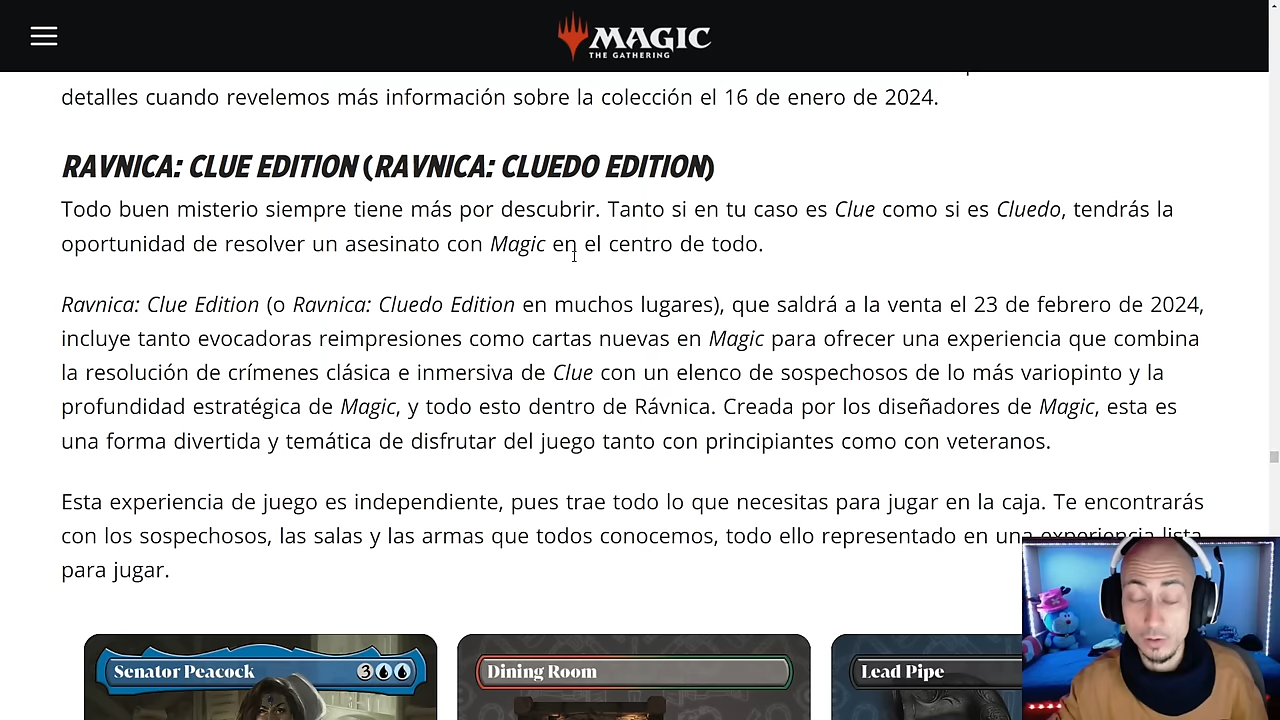 MAGIC
THE GATHERING
detalles cuando revelemos más información sobre la colección el 16 de enero de 2024.
RAVNICA: CLUE EDITION (RAVNICA: CLUEDO EDITION)
Todo buen misterio siempre tiene más por descubrir. Tanto si en tu caso es Clue como si es Cluedo, tendrás la
oportunidad de resolver un asesinato con Magic en el centro de todo.
Ravnica: Clue Edition (o Ravnica: Cluedo Edition en muchos lugares), que saldrá a la venta el 23 de febrero de 2024,
incluye tanto evocadoras reimpresiones como cartas nuevas en Magic para ofrecer una experiencia que combina
la resolución de crímenes clásica e inmersiva de Clue con un elenco de sospechosos de lo más variopinto y la
profundidad estratégica de Magic, y todo esto dentro de Rávnica. Creada por los diseñadores de Magic, esta es
una forma divertida y temática de disfrutar del juego tanto con principiantes como con veteranos.
Esta experiencia de juego es independiente, pues trae todo lo que necesitas para jugar en la caja. Te encontrarás
con los sospechosos, las salas y las armas que todos conocemos, todo ello representado en una experiencia lista
para jugar.
Senator Peacock 3
Dining Room
Lead Pipe